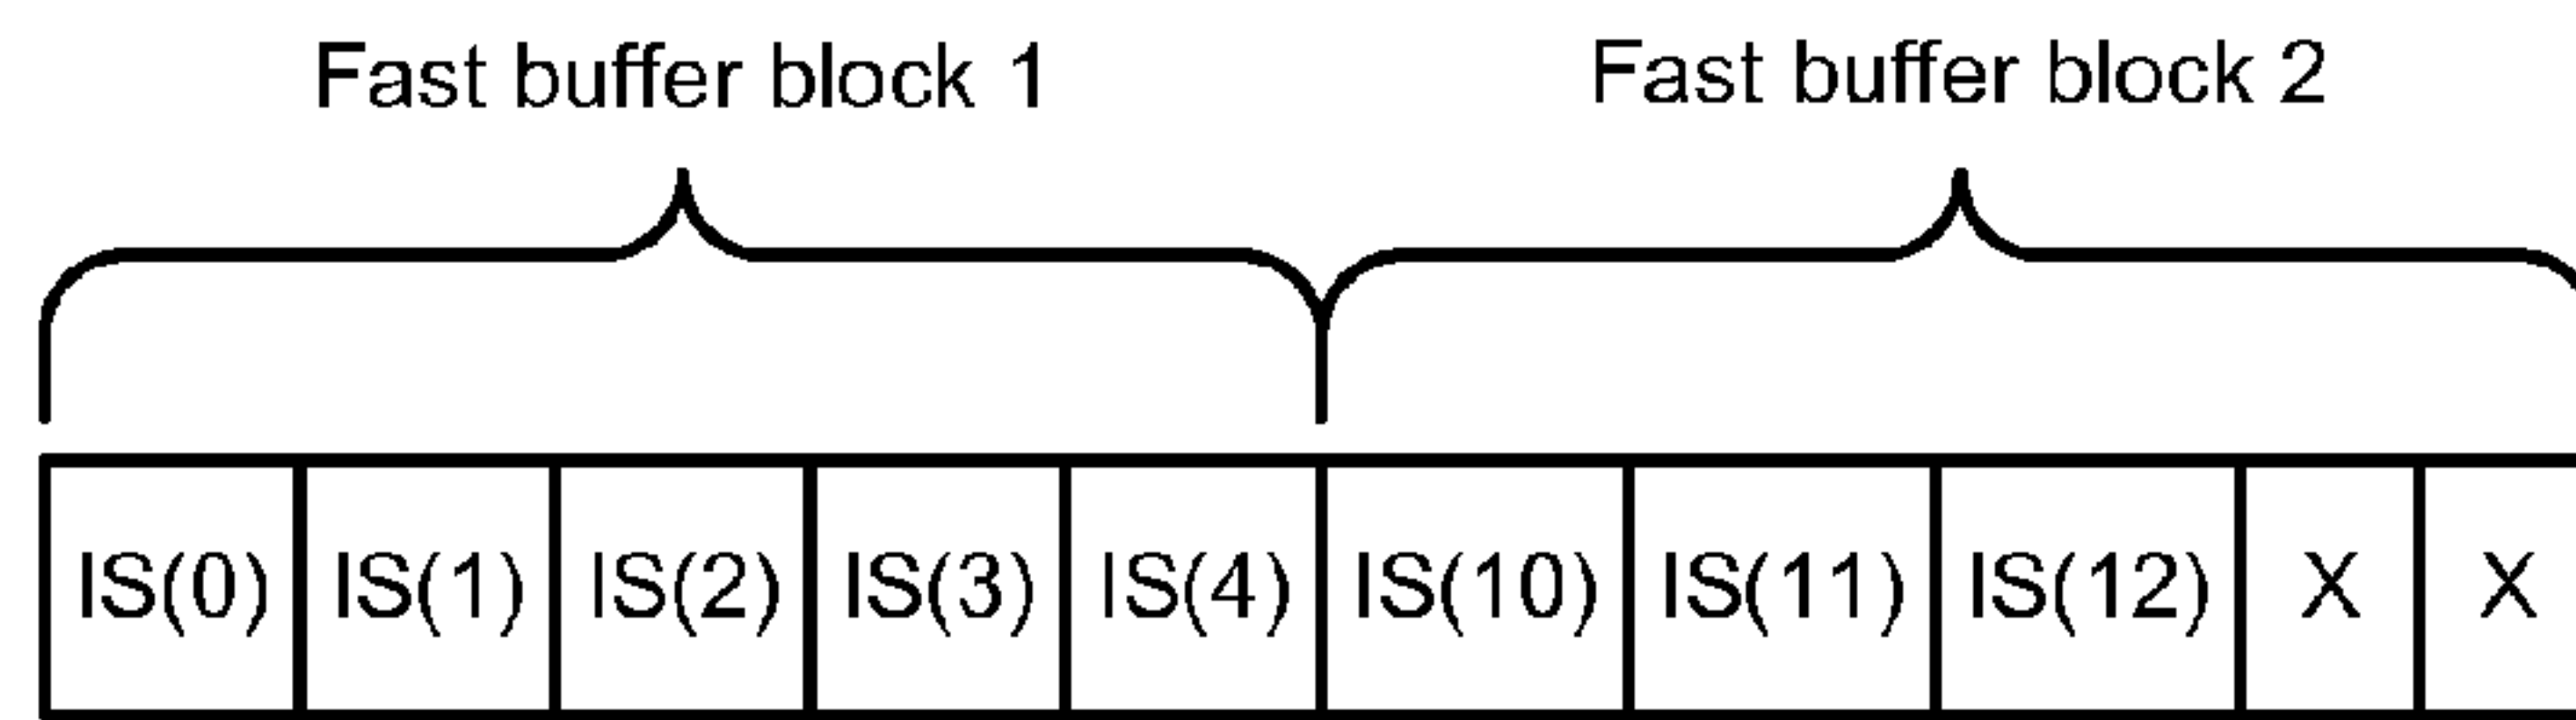 Fast buffer block 1 Fast buffer block 2
IS(0) IS(1) IS(2) IS(3) IS(4) IS(10) IS(11) IS(12) X X